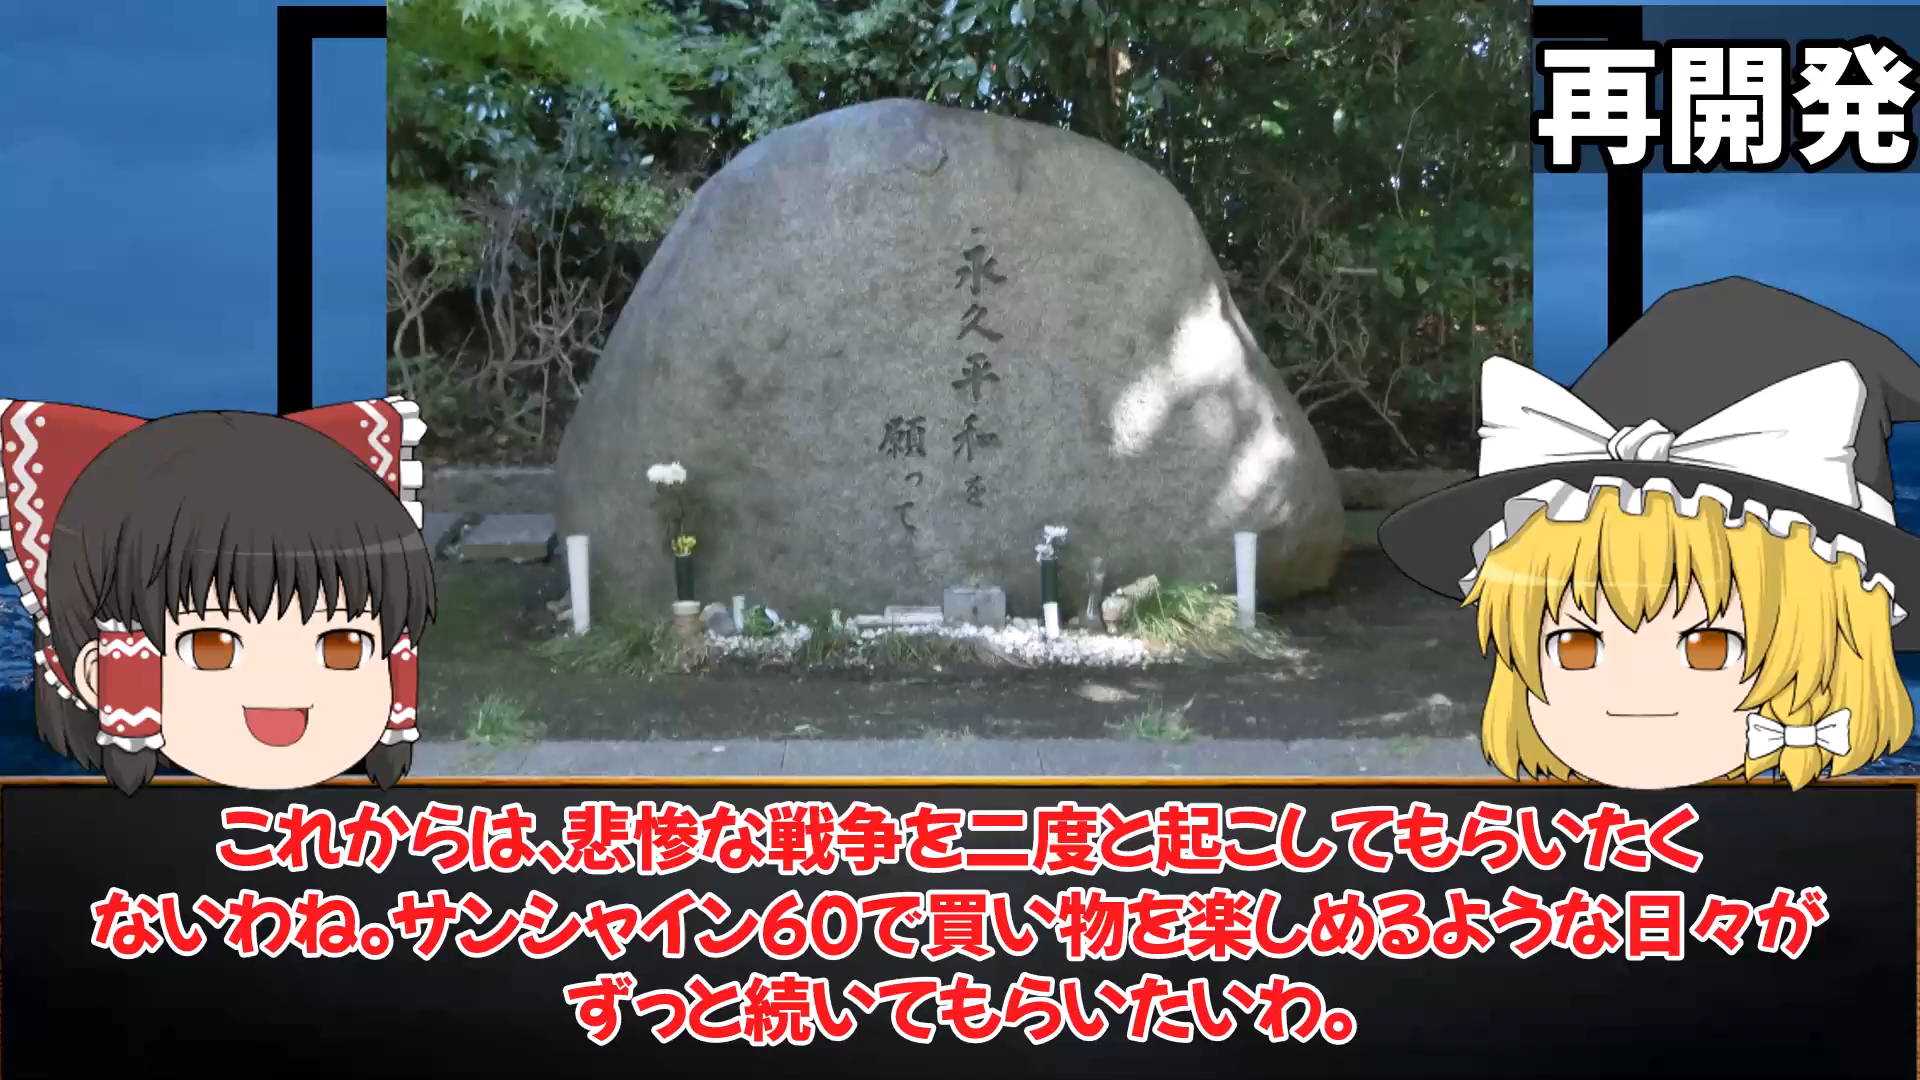 再開発
永久平和を
願って
これからは、悲惨な戦争を二度と起こしてもらいたく
ないわね。サンシャイン60で買い物を楽しめるような日々が
ずっと続いてもらいたいわ。